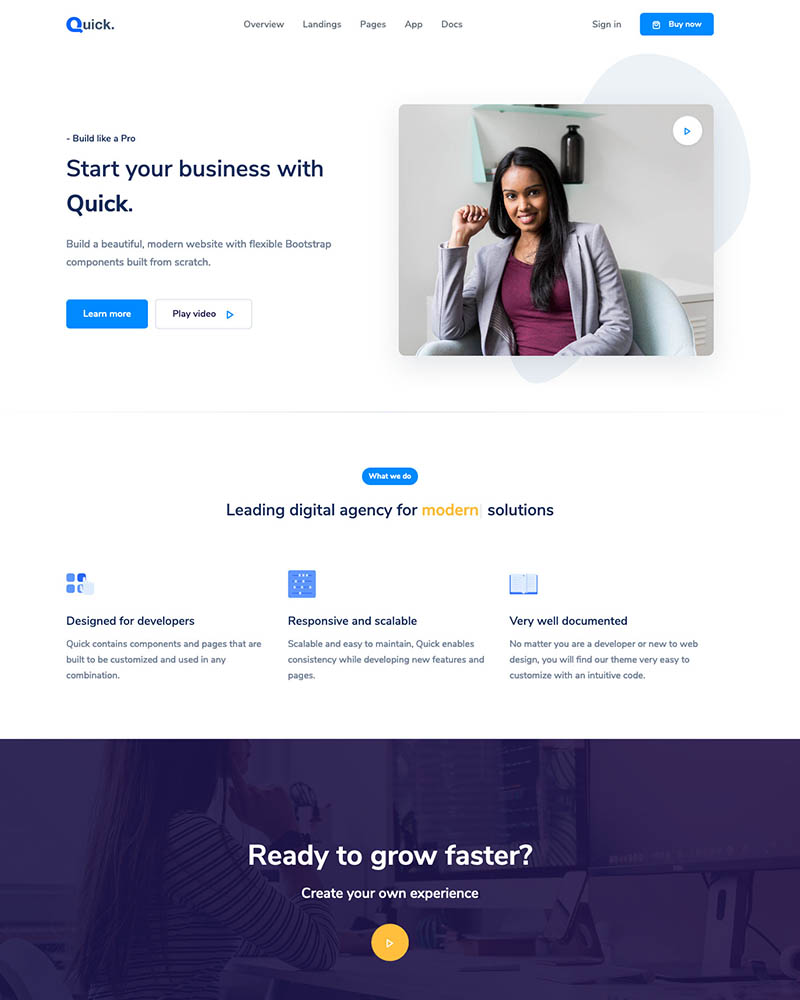 Quick.
Overview Landings Pages App Docs
Sign in Buy now
- Build like a Pro
Start your business with
Quick.
Build a beautiful, modern website with flexible Bootstrap
components built from scratch.
Learn more Play video
What we do
Leading digital agency for modern solutions
Designed for developers
Quick contains components and pages that are
built to be customized and used in any
combination.
Responsive and scalable
Scalable and easy to maintain, Quick enables
consistency while developing new features and
pages.
Very well documented
No matter you are a developer or new to web
design, you will find our theme very easy to
customize with an intuitive code.
Ready to grow faster?
Create your own experience